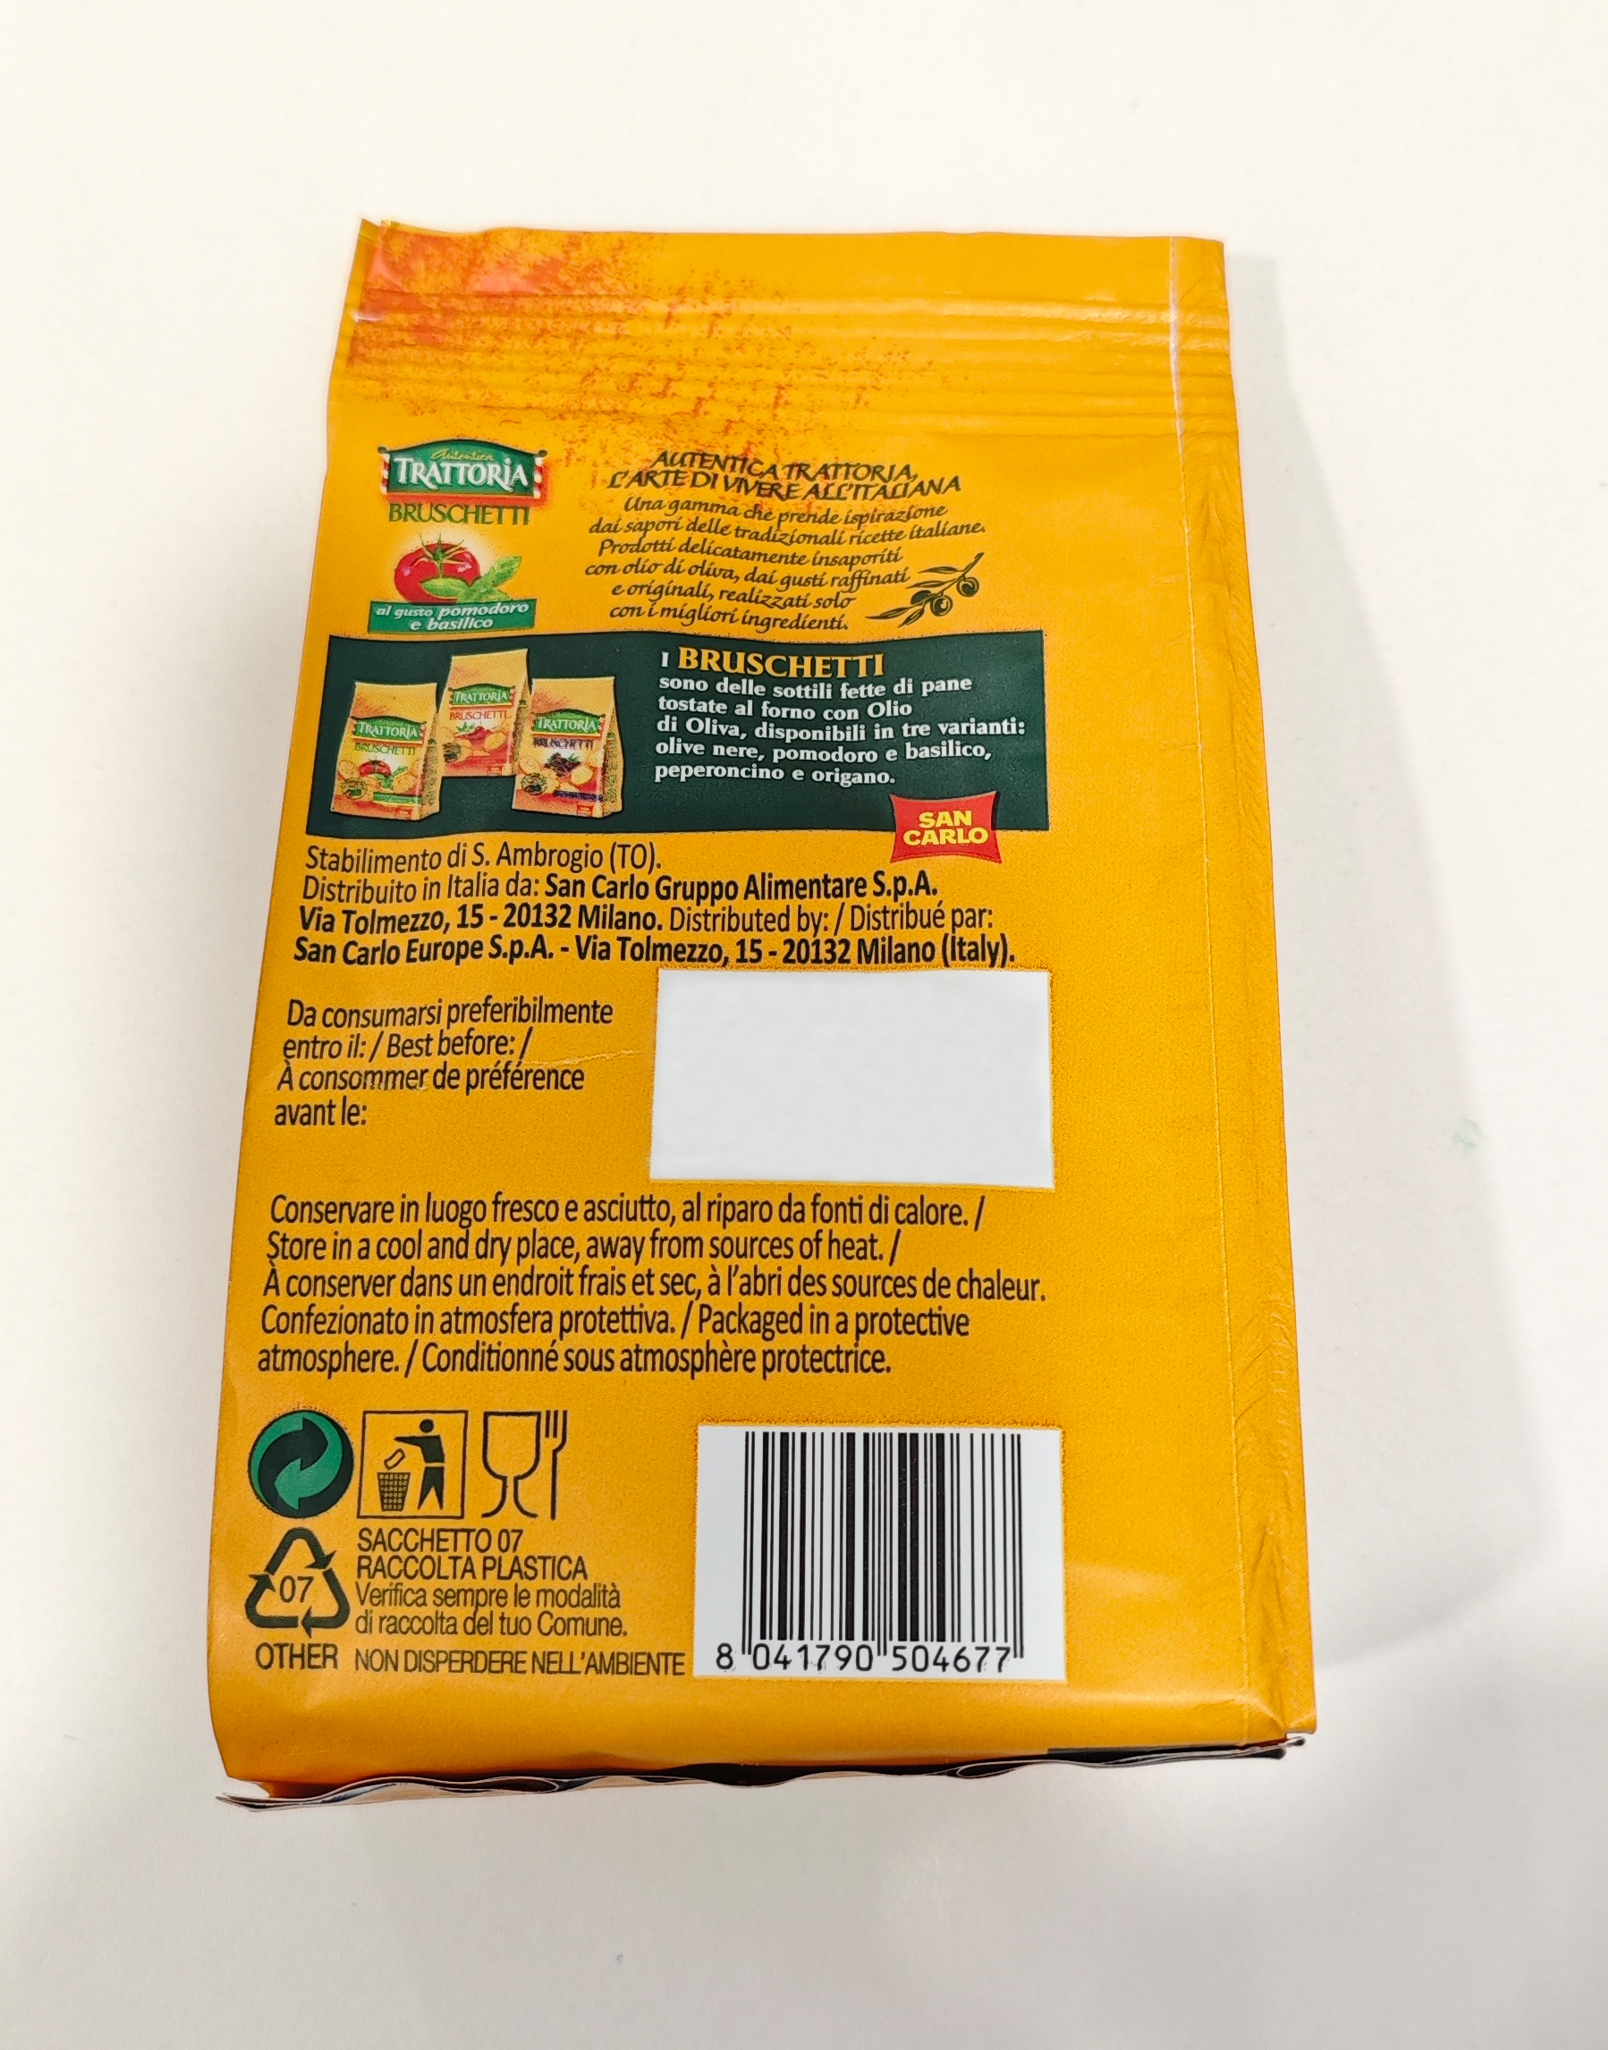 Autentica
TRATTORIA
BRUSCHETTI
al gusto pomodoro
e basilico
AUTENTICA TRATTORIA,
L'ARTE DI VIVERE ALL'ITALIANA
Una gamma che prende ispirazione
dai sapori delle tradizionali ricette italiane.
Prodotti delicatamente insaporiti
con olio di oliva, dai gusti raffinati
e originali, realizzati solo
con i migliori ingredienti.
TRATTORIA
BRUSCHETTI
TRATTORIA
BRUSCHETTI
TRATTORIA
BRUSCHETTI
I BRUSCHETTI
sono delle sottili fette di pane
tostate al forno con Olio
di Oliva, disponibili in tre varianti:
olive nere, pomodoro e basilico,
peperoncino e origano.
SAN
CARLO
Stabilimento di S. Ambrogio (TO).
Distribuito in Italia da: San Carlo Gruppo Alimentare S.p.A.
Via Tolmezzo, 15 - 20132 Milano. Distributed by: / Distribué par:
San Carlo Europe S.p.A. - Via Tolmezzo, 15 - 20132 Milano (Italy).
Da consumarsi preferibilmente
entro il: / Best before: /
À consommer de préférence
avant le:
Conservare in luogo fresco e asciutto, al riparo da fonti di calore. /
Store in a cool and dry place, away from sources of heat. /
À conserver dans un endroit frais et sec, à l'abri des sources de chaleur.
Confezionato in atmosfera protettiva. / Packaged in a protective
atmosphere. / Conditionné sous atmosphère protectrice.
SACCHETTO 07
RACCOLTA PLASTICA
Verifica sempre le modalità
di raccolta del tuo Comune.
07
OTHER NON DISPERDERE NELL'AMBIENTE
8 041790 504677